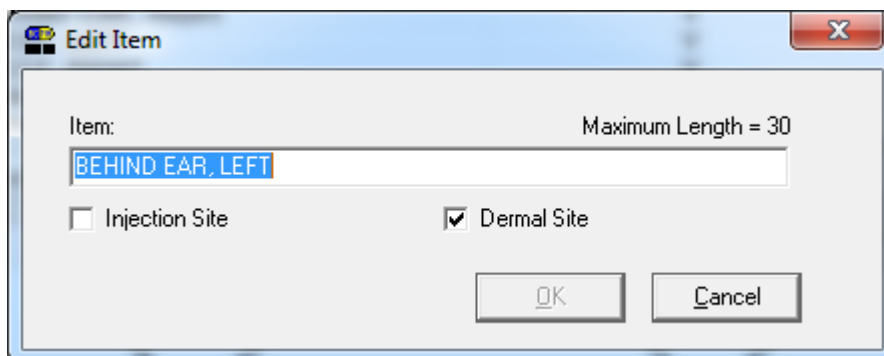 Edit Item
Item: Maximum Length = 30
BEHIND EAR, LEFT
Injection Site Dermal Site
OK Cancel